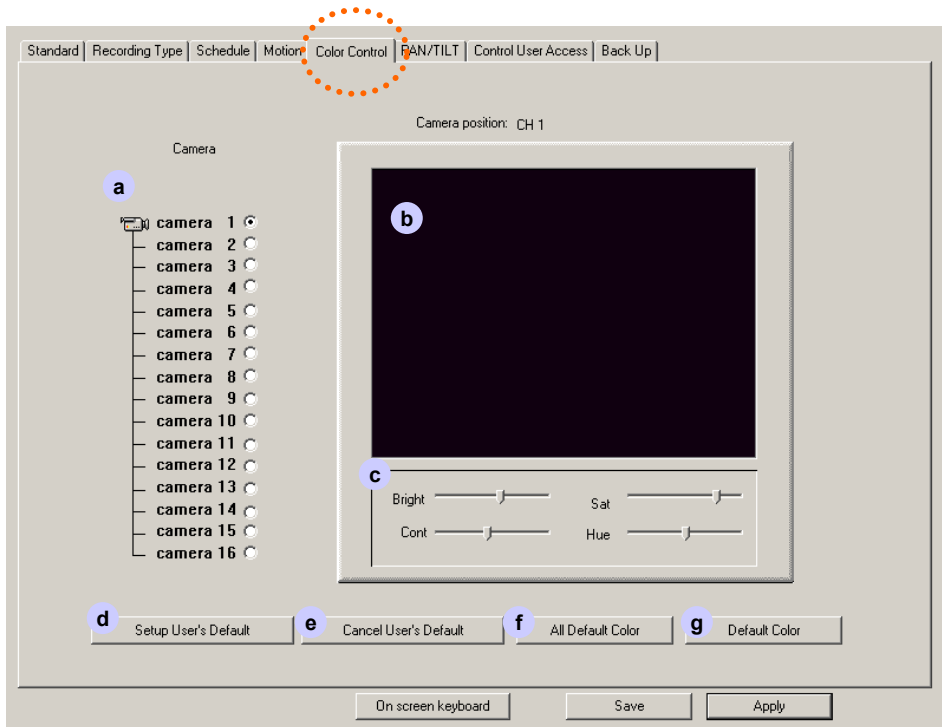 Standard Recording Type Schedule Motion Color Control PAN/TILT Control User Access Back Up
Camera position: CH 1
Camera
a
b
camera 1
camera 2
camera 3
camera 4
camera 5
camera 6
camera 7
camera 8
camera 9
camera 10
camera 11
camera 12
camera 13
camera 14
camera 15
camera 16
c
Bright Sat
Cont Hue
d Setup User's Default e Cancel User's Default f All Default Color g Default Color
On screen keyboard Save Apply